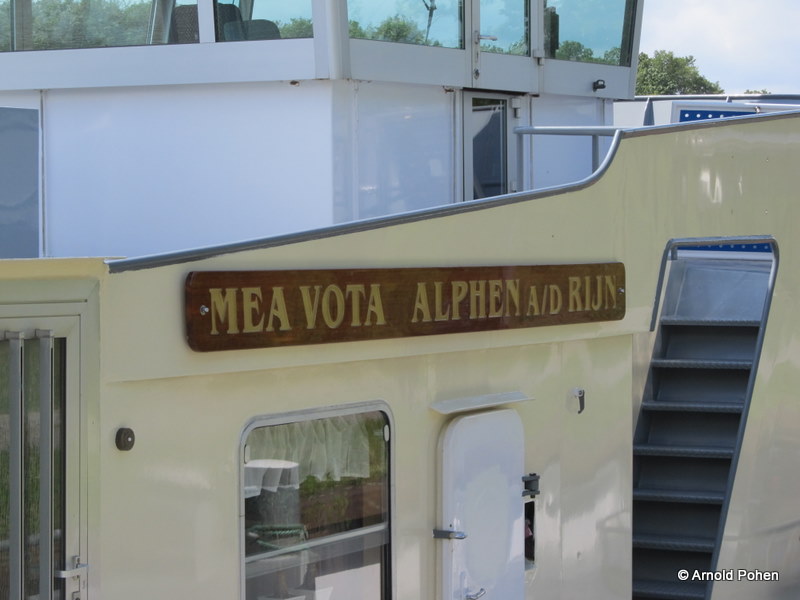 MEA VOTA ALPHEN A/D RIJN
© Arnold Pohen